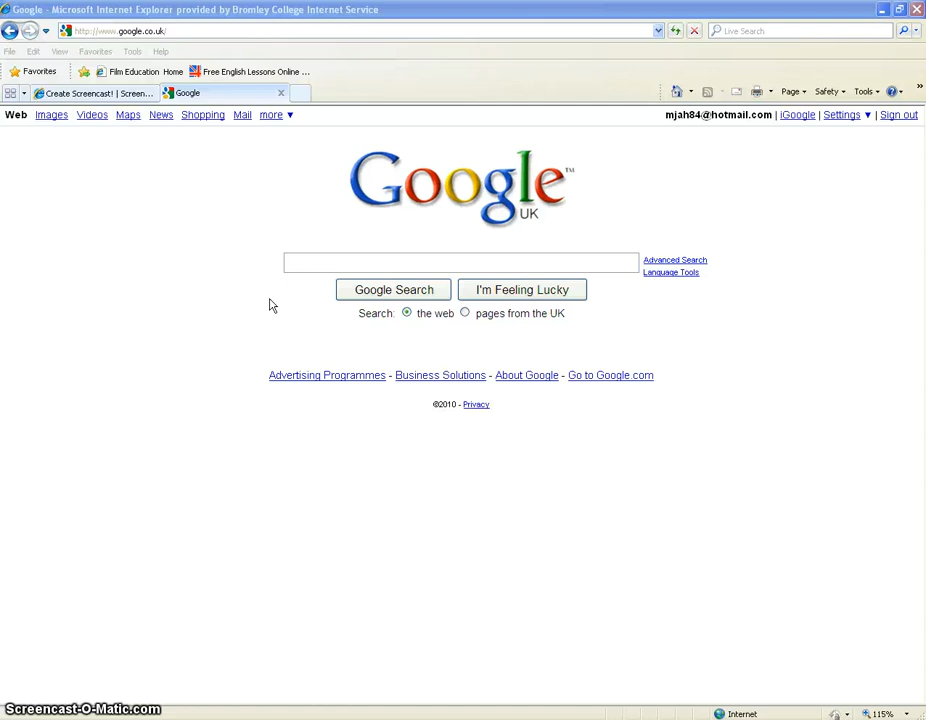 Google - Microsoft Internet Explorer provided by Bromley College Internet Service
http://www.google.co.uk/
Live Search
File Edit View Favorites Tools Help
Favorites Film Education Home Free English Lessons Online ...
Create Screencast! | Screen... Google
Page Safety Tools
Web Images Videos Maps News Shopping Mail more ▼
mjah84@hotmail.com | iGoogle | Settings ▼ | Sign out
Google™
UK
Advanced Search
Language Tools
Google Search I'm Feeling Lucky
Search: the web pages from the UK
Advertising Programmes - Business Solutions - About Google - Go to Google.com
©2010 - Privacy
Screencast-O-Matic.com
Internet
115%